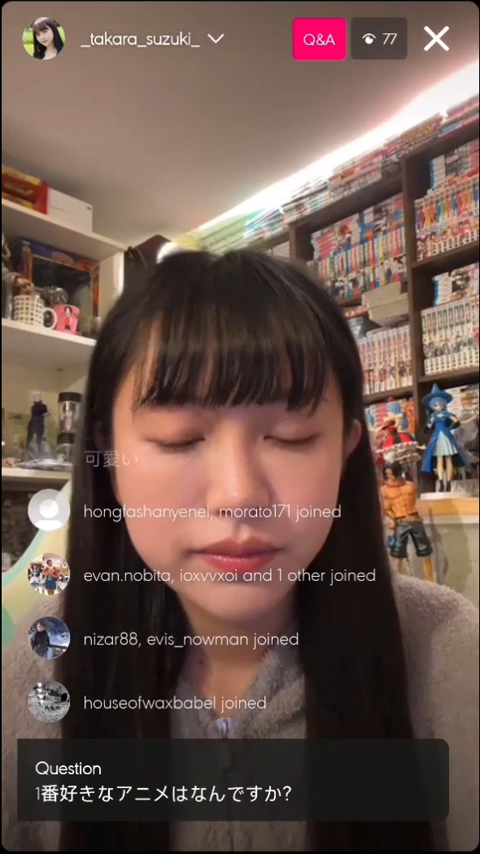 _takara_suzuki_
Q&A
77
可愛い
hongfashanyenei, morato171 joined
evan.nobita, ioxvvxoi and 1 other joined
nizar88, evis_nowman joined
houseofwaxbabel joined
Question
1番好きなアニメはなんですか?